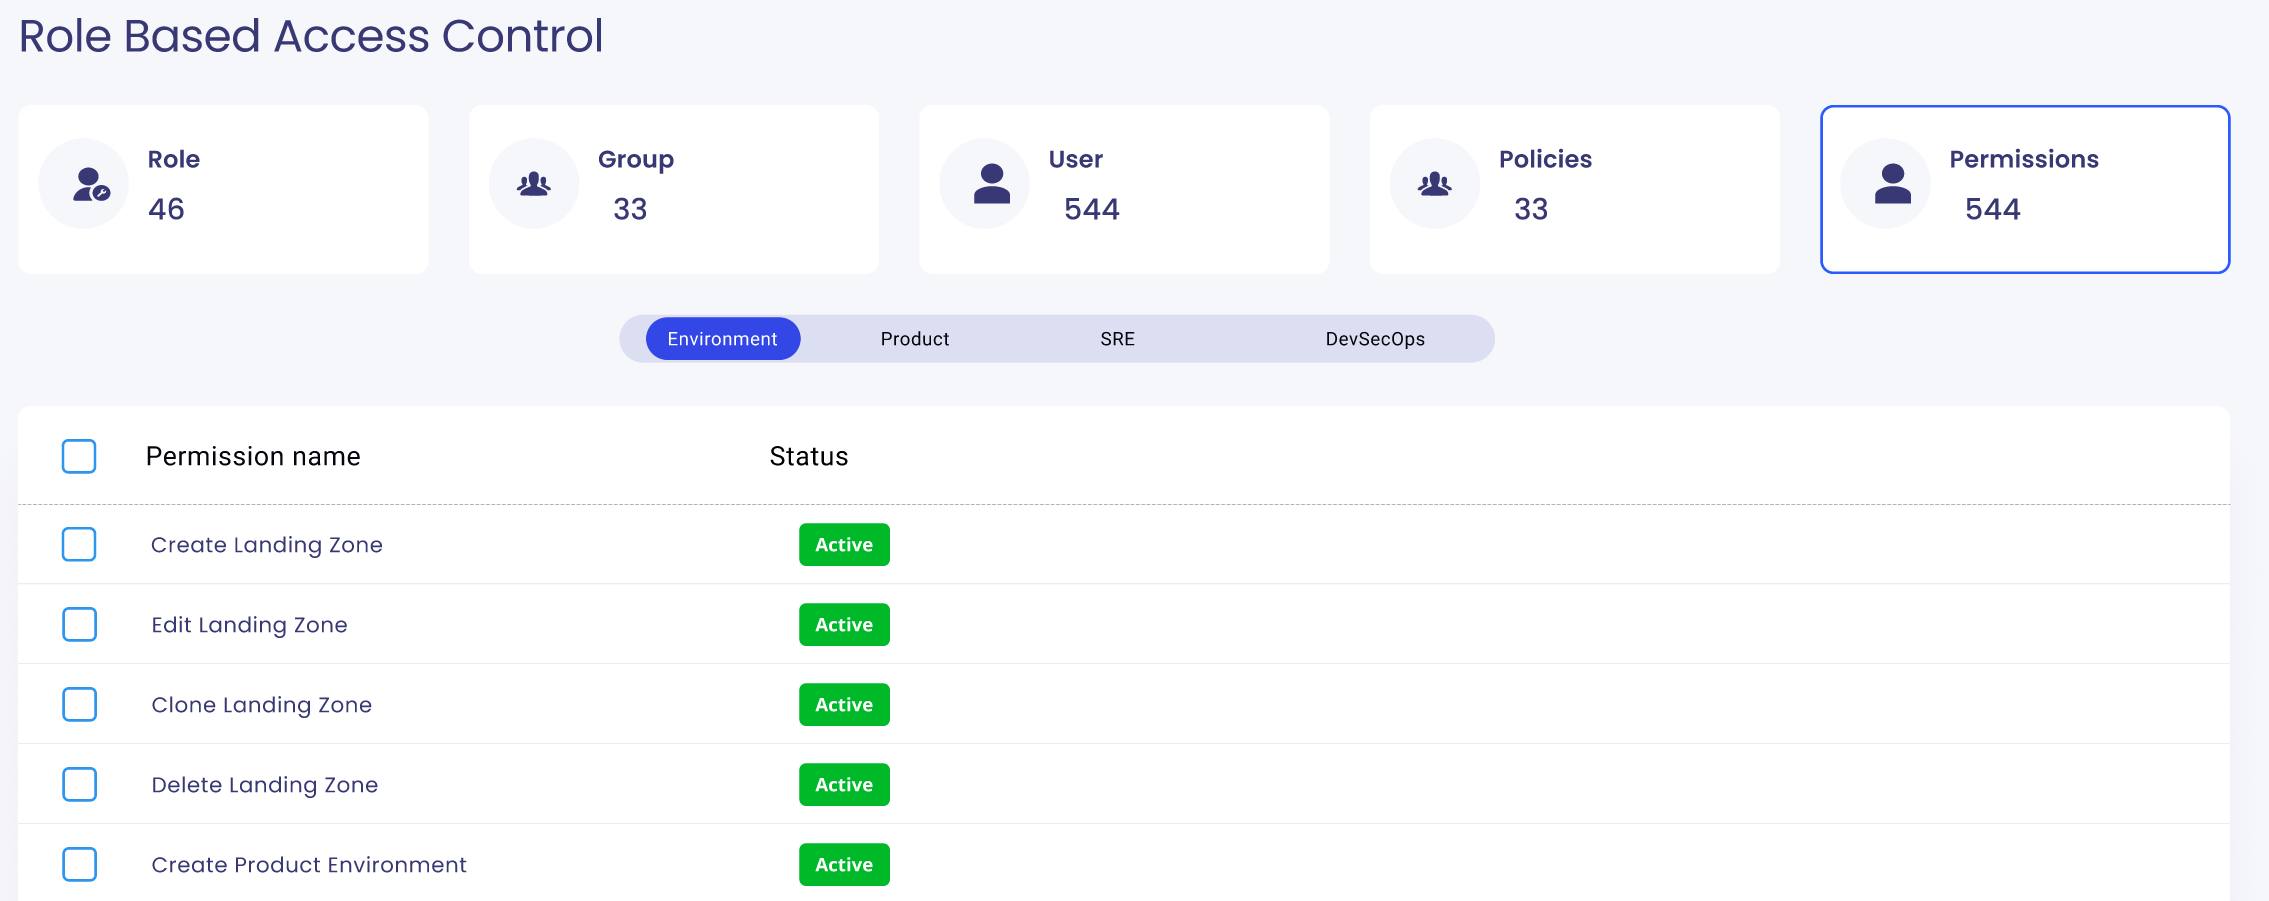 Role Based Access Control
Role
46
Group
33
User
544
Policies
33
Permissions
544
Environment Product SRE DevSecOps
Permission name Status
Create Landing Zone Active
Edit Landing Zone Active
Clone Landing Zone Active
Delete Landing Zone Active
Create Product Environment Active